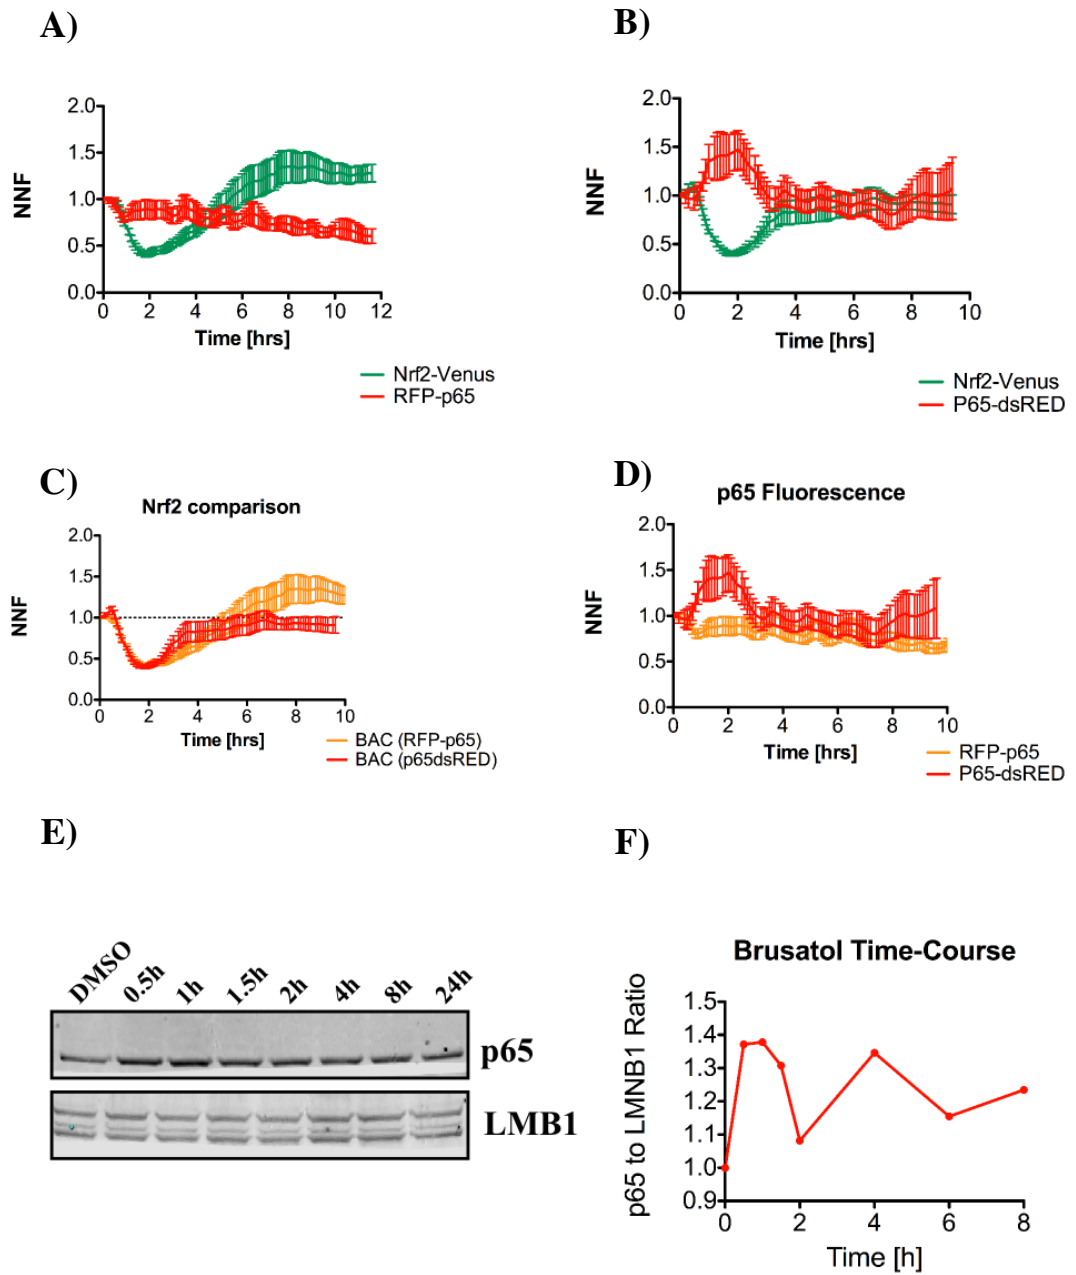 A)
2.0
1.5
1.0
0.5
0.0
NNF
0 2 4 6 8 10 12
Time [hrs]
Nrf2-Venus
RFP-p65
B)
2.0
1.5
1.0
0.5
0.0
NNF
0 2 4 6 8 10
Time [hrs]
Nrf2-Venus
P65-dsRED
C)
Nrf2 comparison
2.0
1.5
1.0
0.5
0.0
NNF
0 2 4 6 8 10
Time [hrs]
BAC (RFP-p65)
BAC (p65dsRED)
D)
p65 Fluorescence
2.0
1.5
1.0
0.5
0.0
NNF
0 2 4 6 8 10
Time [hrs]
RFP-p65
P65-dsRED
E)
DMSO 0.5h 1h 1.5h 2h 4h 8h 24h
p65
LMB1
F)
Brusatol Time-Course
1.5
1.4
1.3
1.2
1.1
1.0
0.9
p65 to LMNB1 Ratio
0 2 4 6 8
Time [h]